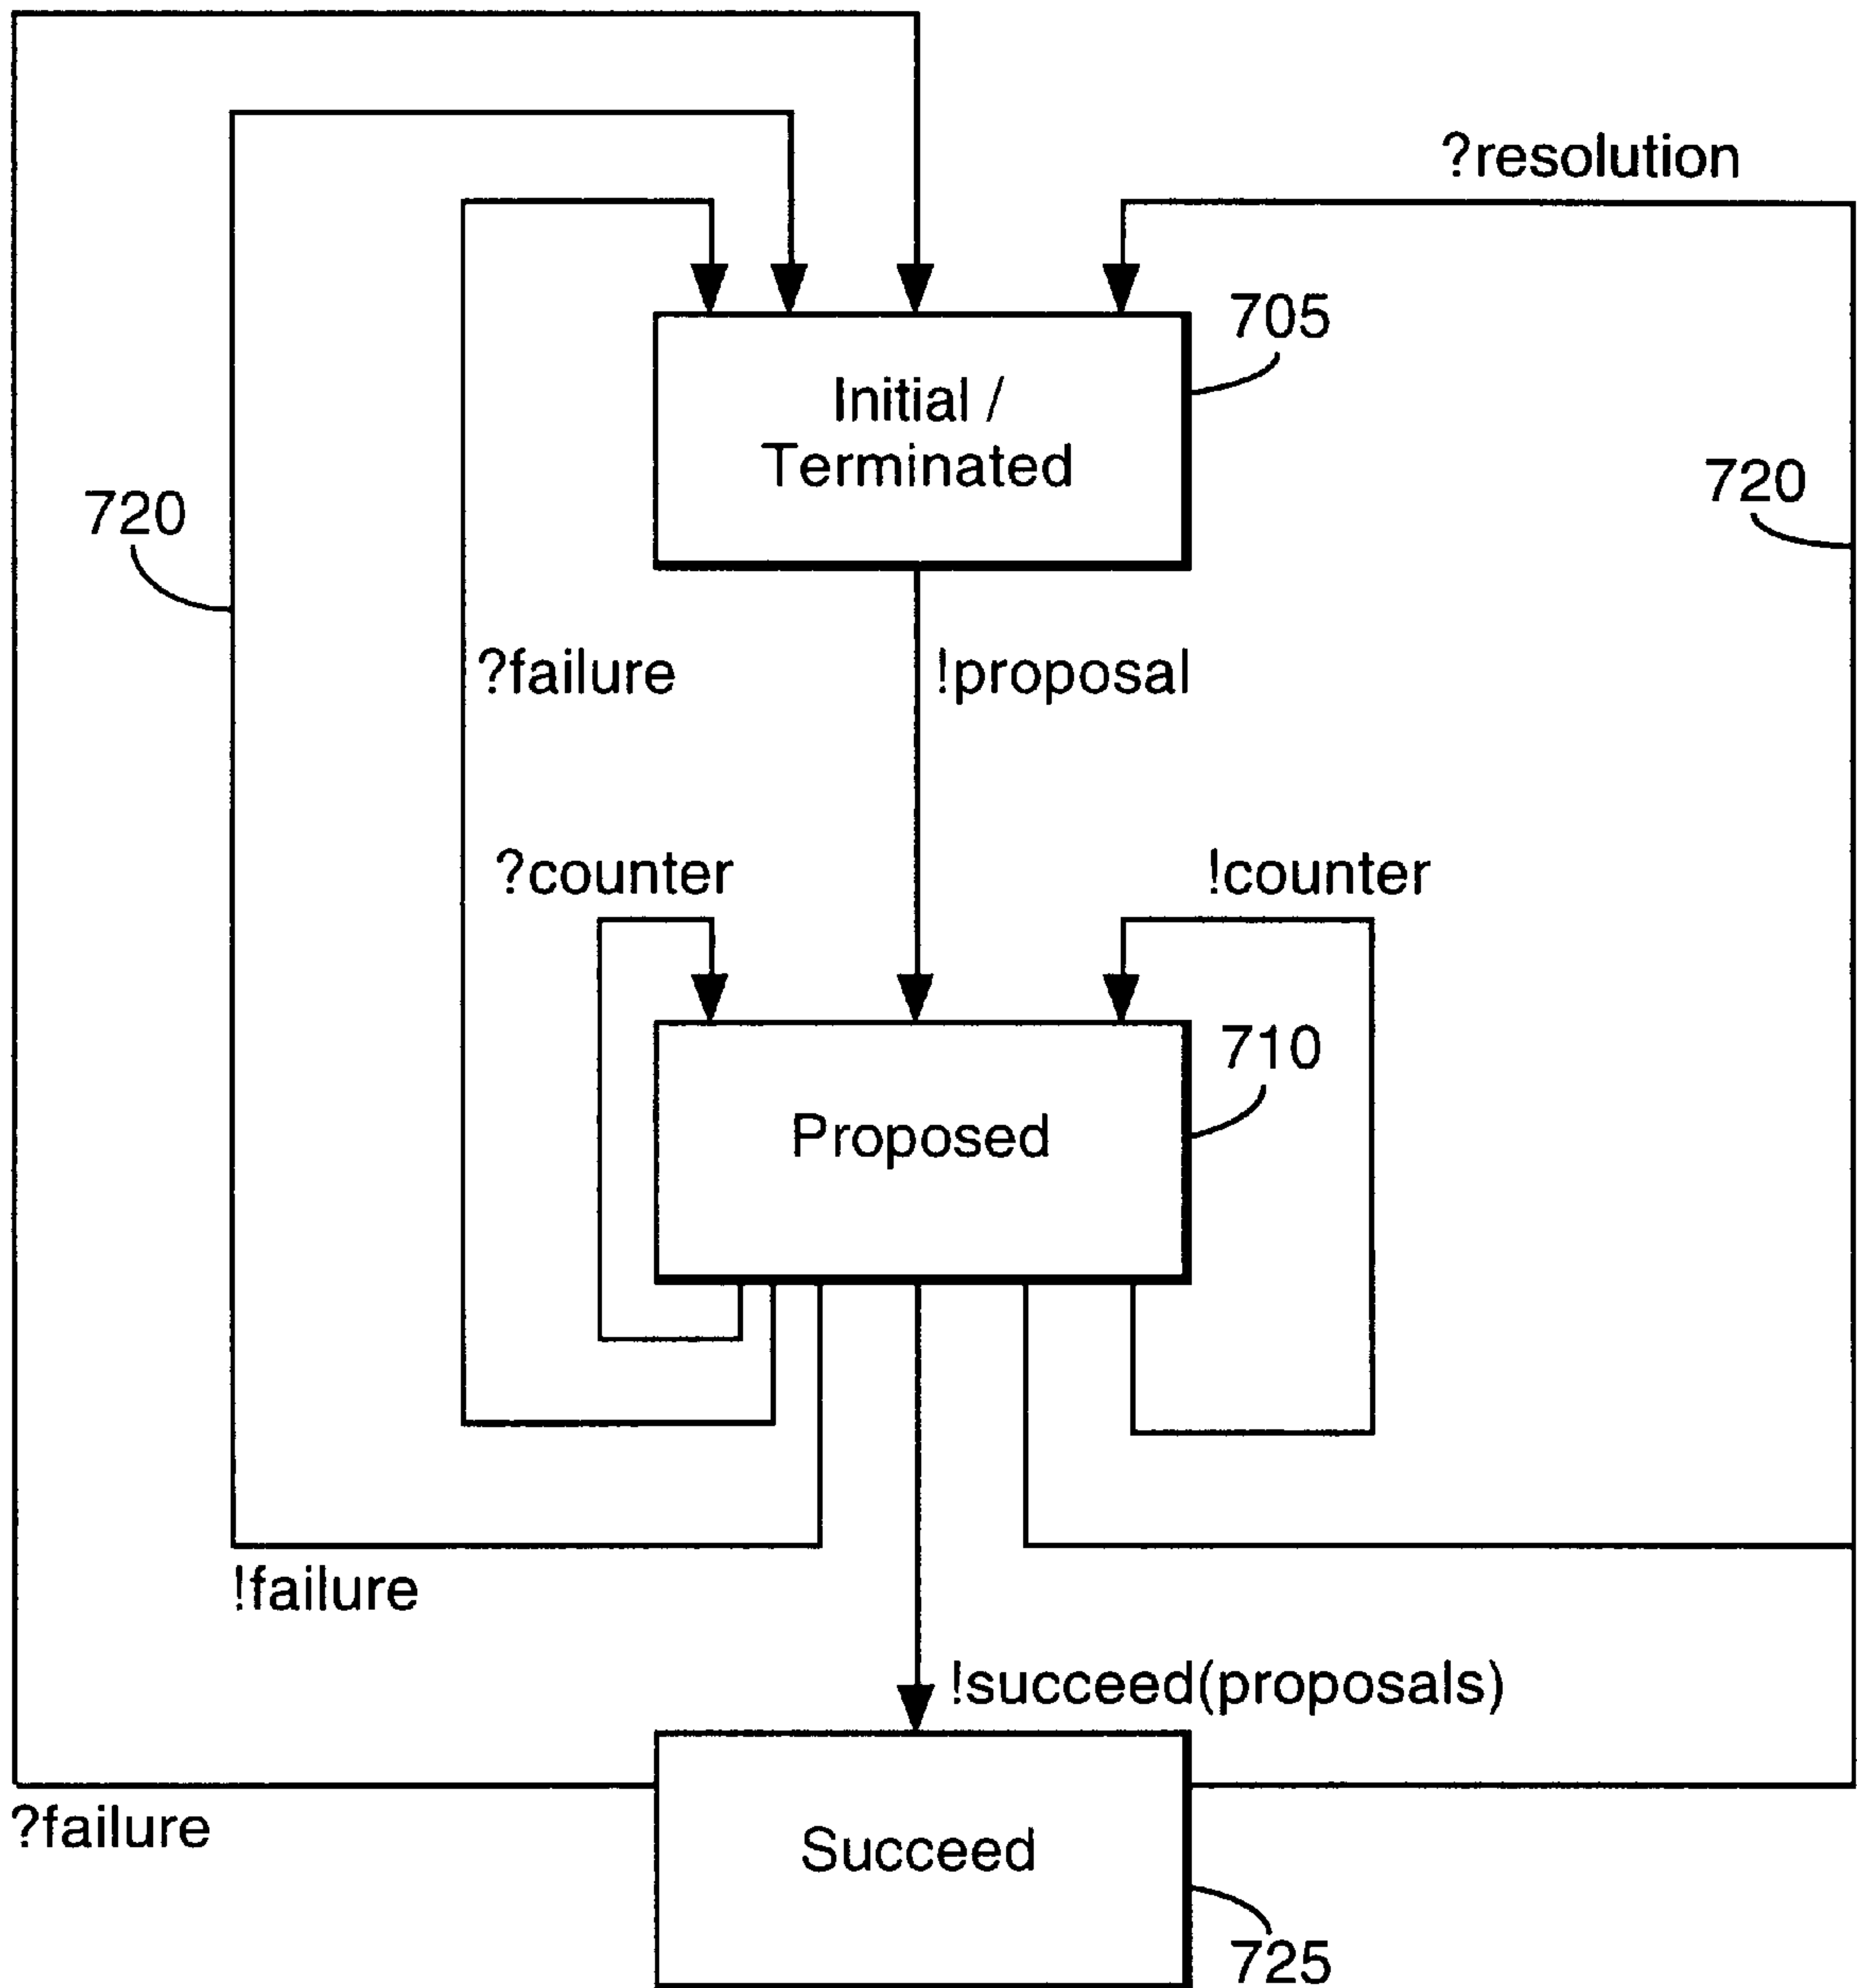 ?resolution
705
Initial /
Terminated
720
720
?failure
!proposal
?counter
!counter
710
Proposed
!failure
!succeed(proposals)
?failure
Succeed
725